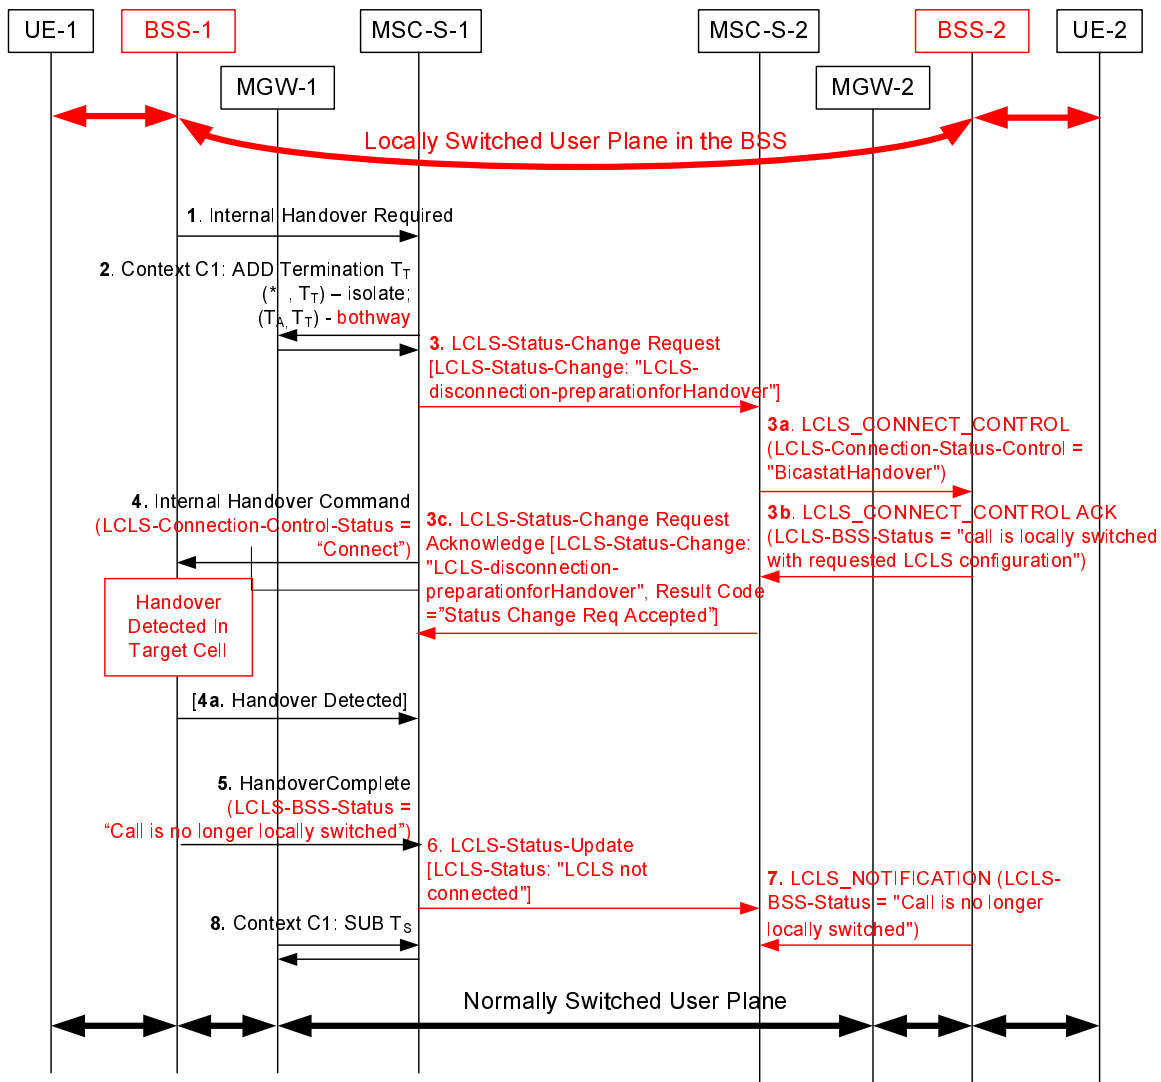 UE-1
BSS-1
MSC-S-1
MSC-S-2
BSS-2
UE-2
MGW-1
MGW-2
Locally Switched User Plane in the BSS
1. Internal Handover Required
2. Context C1: ADD Termination TT
(* , TT) – isolate;
(TA, TT) - bothway
3. LCLS-Status-Change Request
[LCLS-Status-Change: "LCLS-
disconnection-preparationforHandover"]
3a. LCLS_CONNECT_CONTROL
(LCLS-Connection-Status-Control =
"BicastatHandover")
4. Internal Handover Command
(LCLS-Connection-Control-Status =
“Connect”)
3b. LCLS_CONNECT_CONTROL ACK
(LCLS-BSS-Status = "call is locally switched
with requested LCLS configuration")
3c. LCLS-Status-Change Request
Acknowledge [LCLS-Status-Change:
"LCLS-disconnection-
preparationforHandover", Result Code
=”Status Change Req Accepted”]
Handover
Detected In
Target Cell
[4a. Handover Detected]
5. HandoverComplete
(LCLS-BSS-Status =
“Call is no longer locally switched”)
6. LCLS-Status-Update
[LCLS-Status: "LCLS not
connected"]
7. LCLS_NOTIFICATION (LCLS-
BSS-Status = "Call is no longer
locally switched")
8. Context C1: SUB TS
Normally Switched User Plane